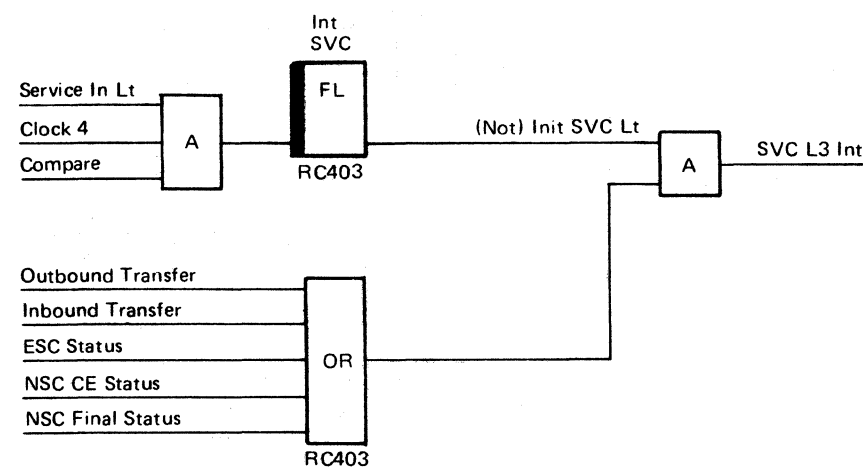 Int
SVC
FL
RC403
Service In Lt
Clock 4
Compare
A
(Not) Init SVC Lt
A
SVC L3 Int
Outbound Transfer
Inbound Transfer
ESC Status
NSC CE Status
NSC Final Status
OR
RC403